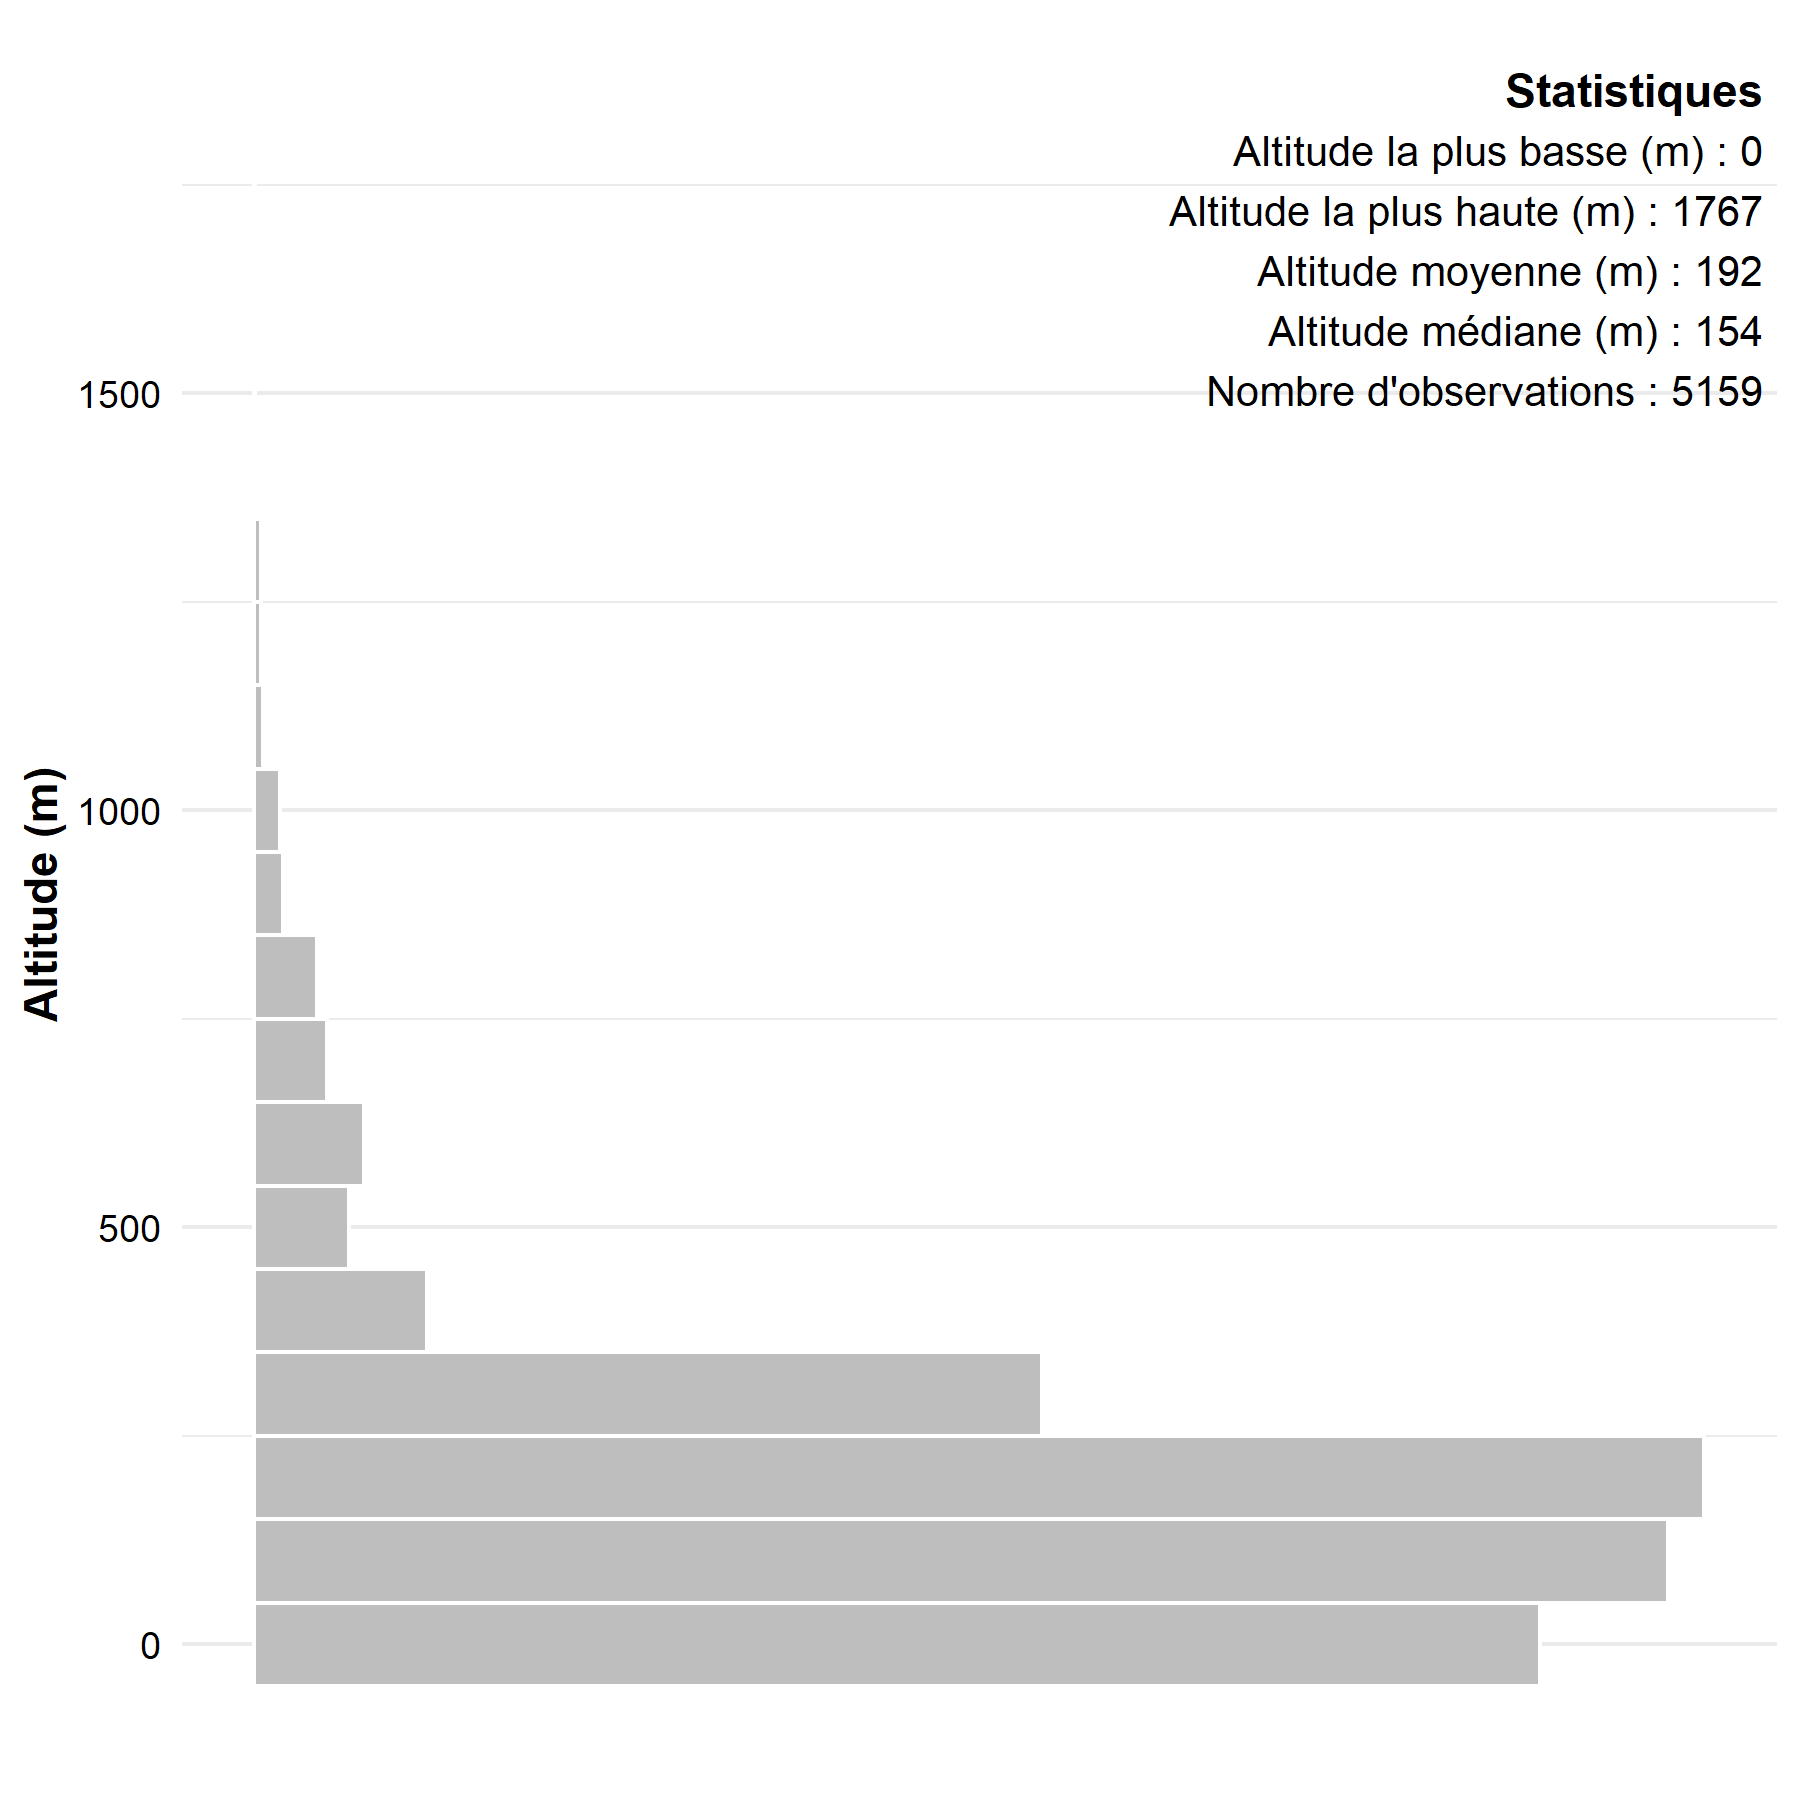 Statistiques
Altitude la plus basse (m) : 0
Altitude la plus haute (m) : 1767
Altitude moyenne (m) : 192
Altitude médiane (m) : 154
Nombre d'observations : 5159
1500
1000
500
0
Altitude (m)